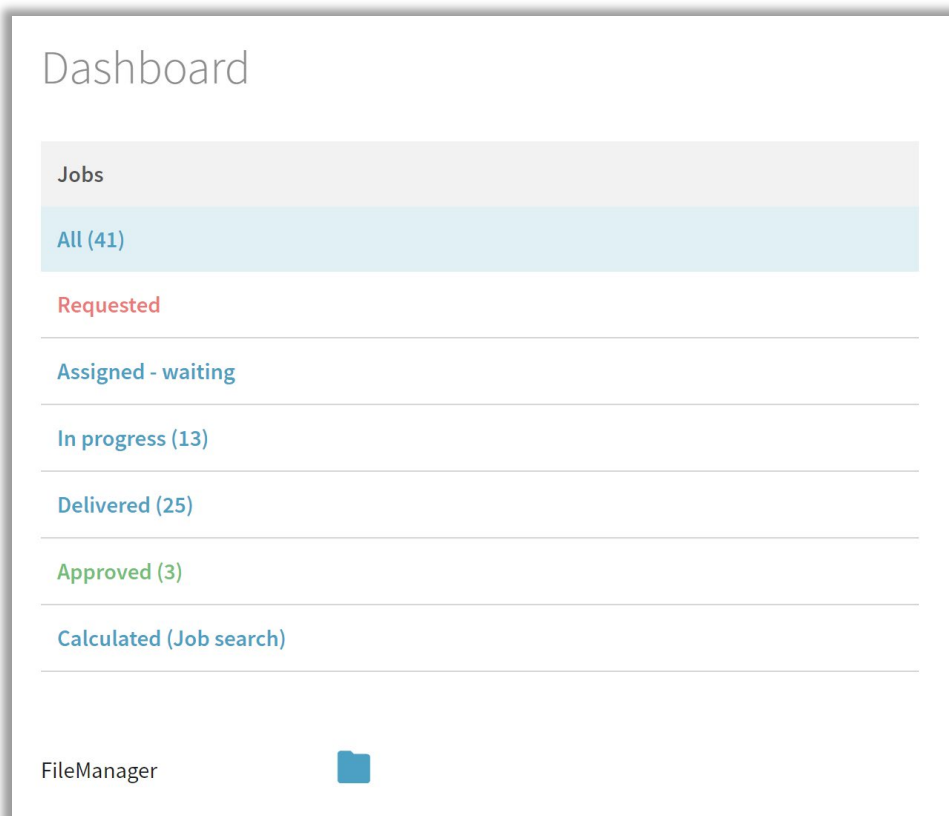 Dashboard
Jobs
All (41)
Requested
Assigned - waiting
In progress (13)
Delivered (25)
Approved (3)
Calculated (Job search)
FileManager